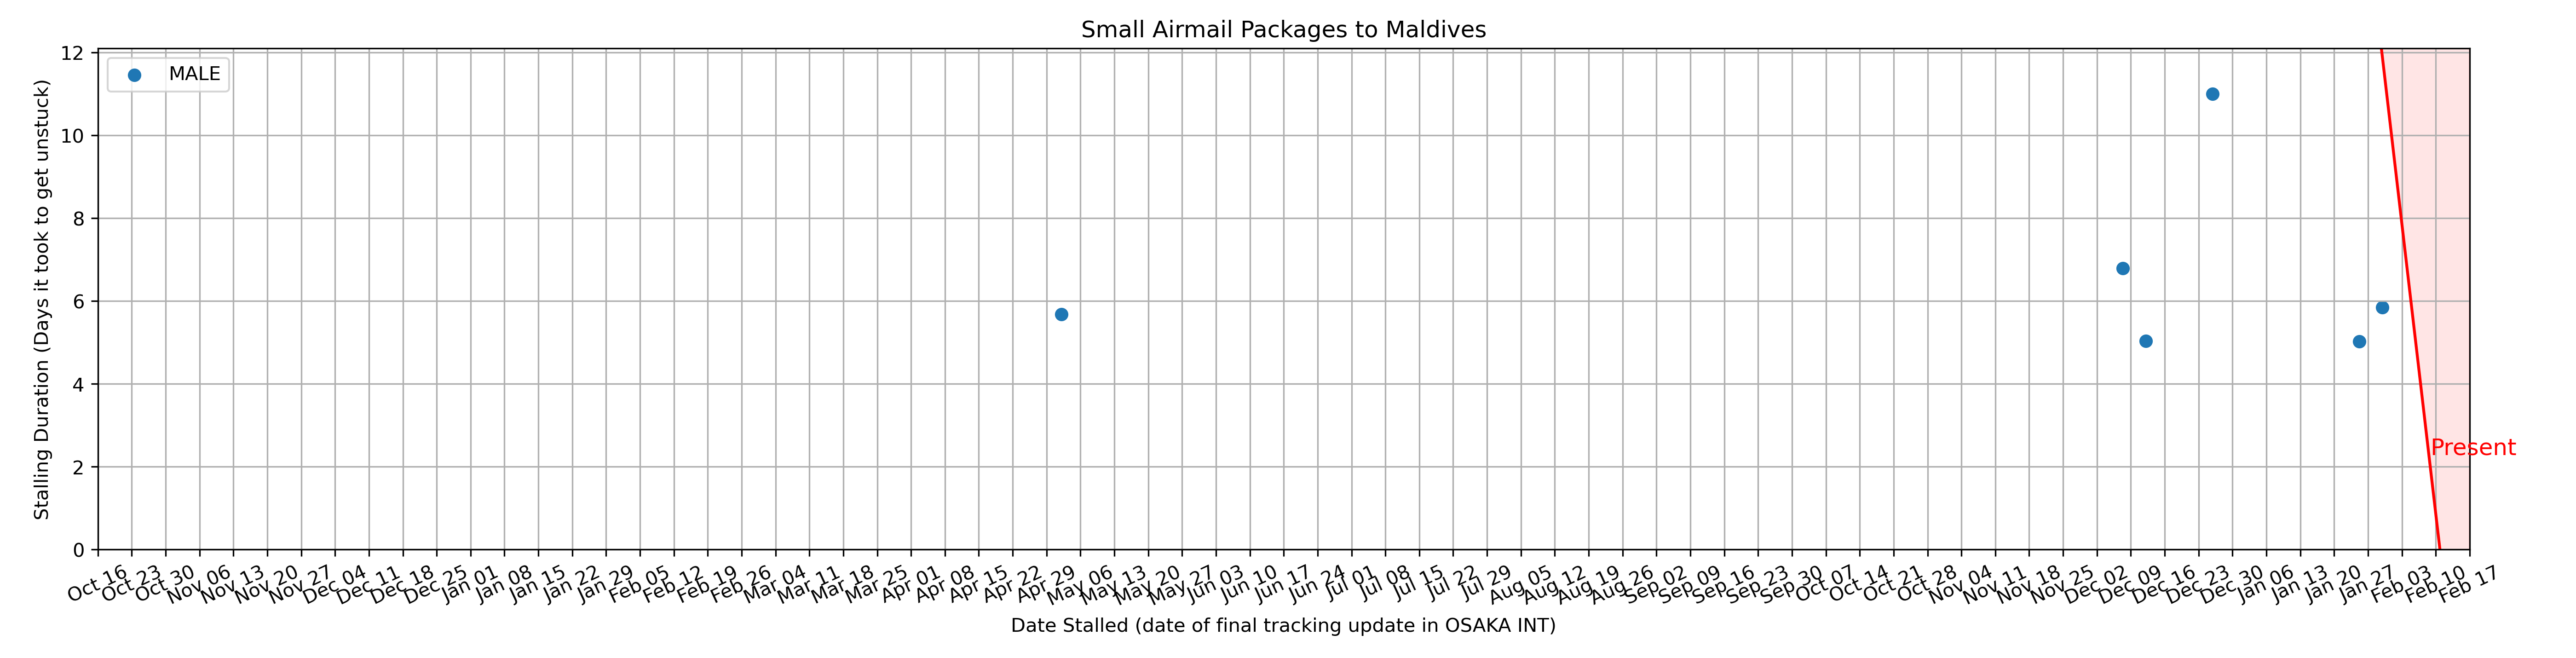 Small Airmail Packages to Maldives
MALE
Stalling Duration (Days it took to get unstuck)
12
10
8
6
4
2
0
Present
Oct 16 Oct 23 Oct 30 Nov 06 Nov 13 Nov 20 Nov 27 Dec 04 Dec 11 Dec 18 Dec 25 Jan 01 Jan 08 Jan 15 Jan 22 Jan 29 Feb 05 Feb 12 Feb 19 Feb 26 Mar 04 Mar 11 Mar 18 Mar 25 Apr 01 Apr 08 Apr 15 Apr 22 Apr 29 May 06 May 13 May 20 May 27 Jun 03 Jun 10 Jun 17 Jun 24 Jul 01 Jul 08 Jul 15 Jul 22 Jul 29 Aug 05 Aug 12 Aug 19 Aug 26 Sep 02 Sep 09 Sep 16 Sep 23 Sep 30 Oct 07 Oct 14 Oct 21 Oct 28 Nov 04 Nov 11 Nov 18 Nov 25 Dec 02 Dec 09 Dec 16 Dec 23 Dec 30 Jan 06 Jan 13 Jan 20 Jan 27 Feb 03 Feb 10 Feb 17
Date Stalled (date of final tracking update in OSAKA INT)